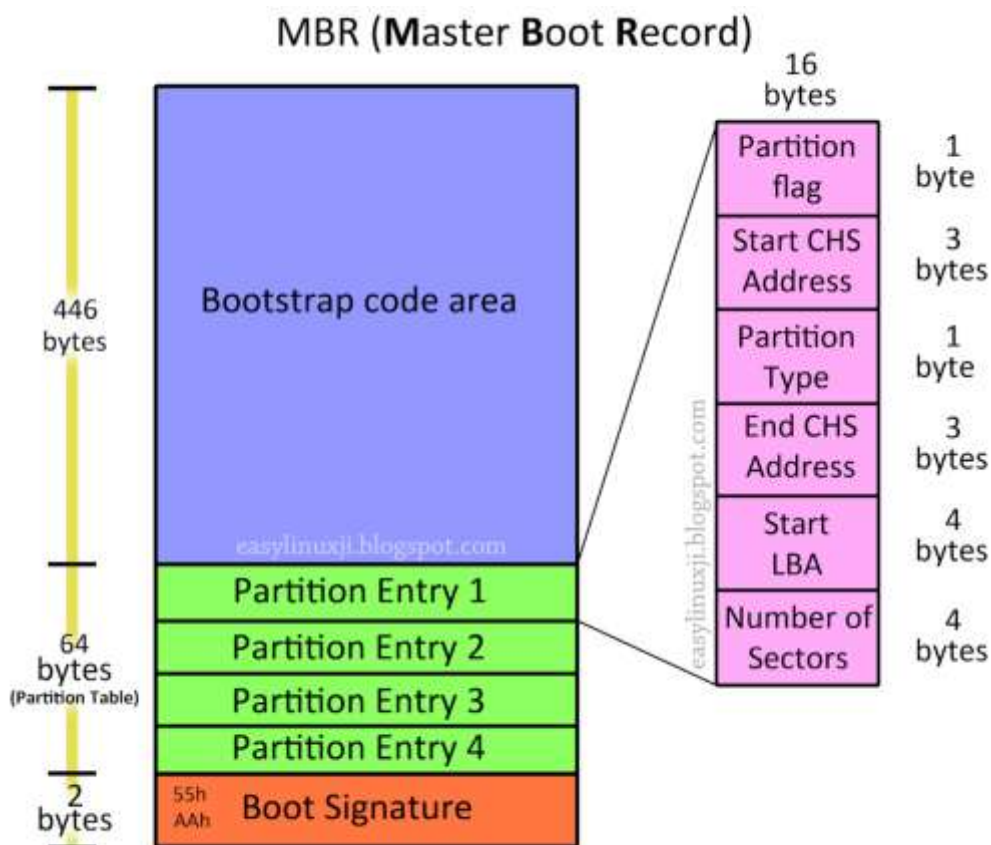 MBR (Master Boot Record)
446
bytes
64
bytes
(Partition Table)
2
bytes
Bootstrap code area
easylinuxji.blogspot.com
Partition Entry 1
Partition Entry 2
Partition Entry 3
Partition Entry 4
55h
AAh
Boot Signature
16
bytes
Partition
flag
1
byte
Start CHS
Address
3
bytes
Partition
Type
1
byte
End CHS
Address
3
bytes
Start
LBA
4
bytes
Number of
Sectors
4
bytes
easylinuxji.blogspot.com